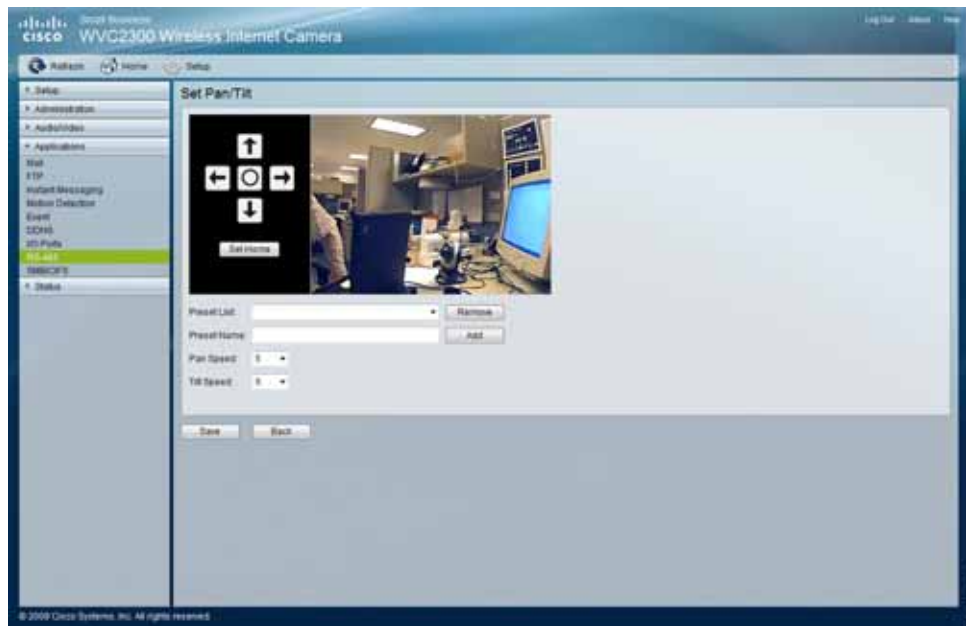 Small Business
CISCO WVC2300 Wireless Internet Camera
Log Out About Help
Refresh Home Setup
Setup
Administration
Audio/Video
Applications
Mail
FTP
Instant Messaging
Motion Detection
Event
DDNS
I/O Ports
RS-485
SMB/CIFS
Status
Set Pan/Tilt
Set Home
Preset List: Remove
Preset Name: Add
Pan Speed: 5
Tilt Speed: 5
Save Back
© 2009 Cisco Systems, Inc. All rights reserved.